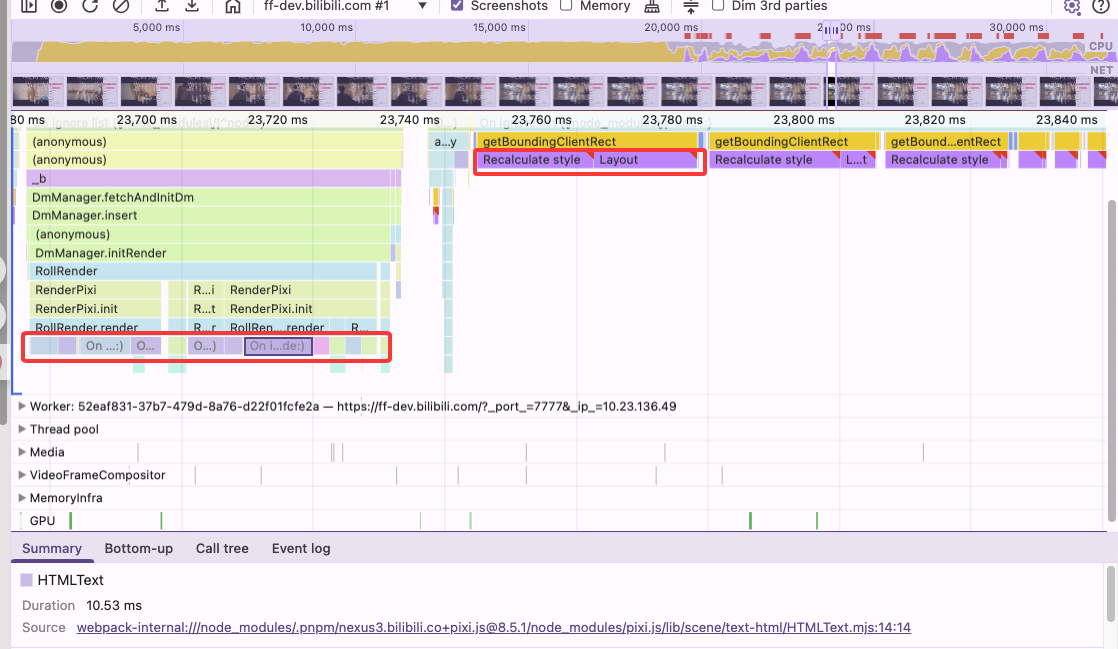 ff-dev.bilibili.com #1 Screenshots Memory Dim 3rd parties
5,000 ms 10,000 ms 15,000 ms 20,000 ms 30,000 ms
CPU
NET
80 ms 23,700 ms 23,720 ms 23,740 ms 23,760 ms 23,780 ms 23,800 ms 23,820 ms 23,840 ms
(anonymous) a...y getBoundingClientRect getBoundingClientRect getBound...entRect
(anonymous) Recalculate style Layout Recalculate style L...t Recalculate style
_b
DmManager.fetchAndInitDm
DmManager.insert
(anonymous)
DmManager.initRender
RollRender
RenderPixi R...i RenderPixi
RenderPixi.init R...t RenderPixi.init
RollRender.render R...r RollRen....render R...
On ...:) O... O...) On i...de:)
Worker: 52eaf831-37b7-479d-8a76-d22f01fcfe2a — https://ff-dev.bilibili.com/?_port_=7777&_ip_=10.23.136.49
Thread pool
Media
VideoFrameCompositor
MemoryInfra
GPU
Summary Bottom-up Call tree Event log
HTMLText
Duration 10.53 ms
Source webpack-internal:///node_modules/.pnpm/nexus3.bilibili.co+pixi.js@8.5.1/node_modules/pixi.js/lib/scene/text-html/HTMLText.mjs:14:14